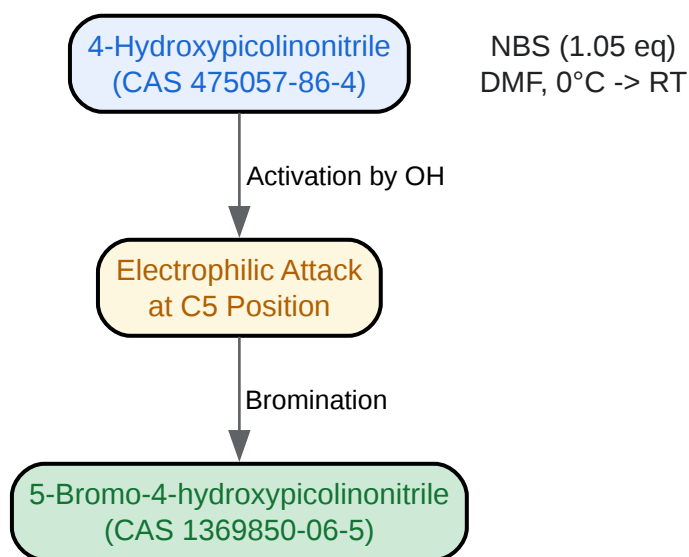 4-Hydroxypicolinonitrile
(CAS 475057-86-4)
NBS (1.05 eq)
DMF, 0°C -> RT
Activation by OH
Electrophilic Attack
at C5 Position
Bromination
5-Bromo-4-hydroxypicolinonitrile
(CAS 1369850-06-5)